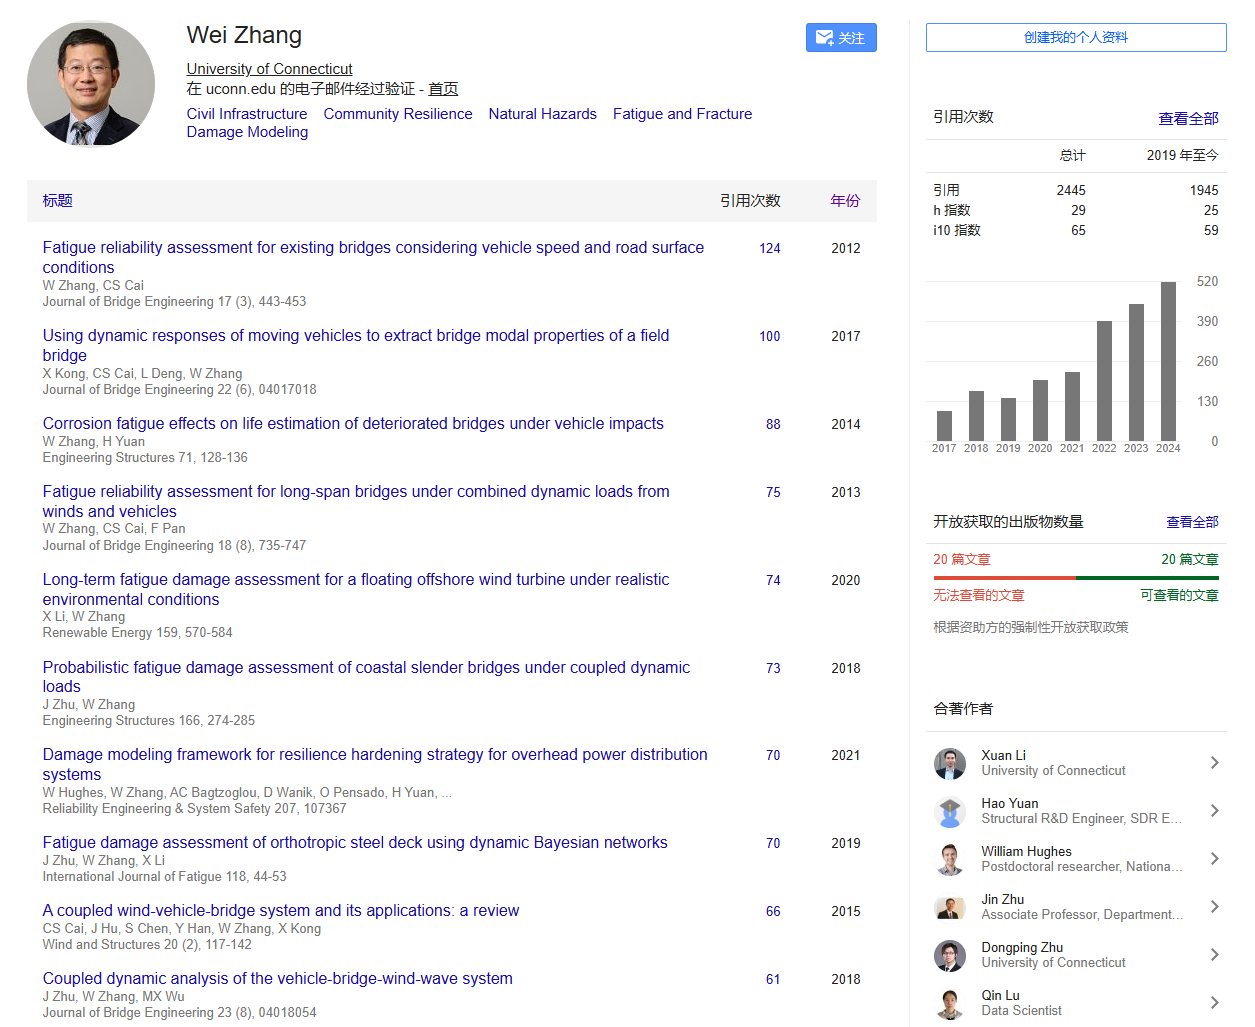 Wei Zhang
关注
University of Connecticut
在 uconn.edu 的电子邮件经过验证 - 首页
Civil Infrastructure Community Resilience Natural Hazards Fatigue and Fracture
Damage Modeling
标题 引用次数 年份
Fatigue reliability assessment for existing bridges considering vehicle speed and road surface 124 2012
conditions
W Zhang, CS Cai
Journal of Bridge Engineering 17 (3), 443-453
Using dynamic responses of moving vehicles to extract bridge modal properties of a field 100 2017
bridge
X Kong, CS Cai, L Deng, W Zhang
Journal of Bridge Engineering 22 (6), 04017018
Corrosion fatigue effects on life estimation of deteriorated bridges under vehicle impacts 88 2014
W Zhang, H Yuan
Engineering Structures 71, 128-136
Fatigue reliability assessment for long-span bridges under combined dynamic loads from 75 2013
winds and vehicles
W Zhang, CS Cai, F Pan
Journal of Bridge Engineering 18 (8), 735-747
Long-term fatigue damage assessment for a floating offshore wind turbine under realistic 74 2020
environmental conditions
X Li, W Zhang
Renewable Energy 159, 570-584
Probabilistic fatigue damage assessment of coastal slender bridges under coupled dynamic 73 2018
loads
J Zhu, W Zhang
Engineering Structures 166, 274-285
Damage modeling framework for resilience hardening strategy for overhead power distribution 70 2021
systems
W Hughes, W Zhang, AC Bagtzoglou, D Wanik, O Pensado, H Yuan, ...
Reliability Engineering & System Safety 207, 107367
Fatigue damage assessment of orthotropic steel deck using dynamic Bayesian networks 70 2019
J Zhu, W Zhang, X Li
International Journal of Fatigue 118, 44-53
A coupled wind-vehicle-bridge system and its applications: a review 66 2015
CS Cai, J Hu, S Chen, Y Han, W Zhang, X Kong
Wind and Structures 20 (2), 117-142
Coupled dynamic analysis of the vehicle-bridge-wind-wave system 61 2018
J Zhu, W Zhang, MX Wu
Journal of Bridge Engineering 23 (8), 04018054
创建我的个人资料
引用次数 查看全部
总计 2019 年至今
引用 2445 1945
h 指数 29 25
i10 指数 65 59
520
390
260
130
0
2017 2018 2019 2020 2021 2022 2023 2024
开放获取的出版物数量 查看全部
20 篇文章 20 篇文章
无法查看的文章 可查看的文章
根据资助方的强制性开放获取政策
合著作者
Xuan Li
University of Connecticut
Hao Yuan
Structural R&D Engineer, SDR E…
William Hughes
Postdoctoral researcher, Nationa…
Jin Zhu
Associate Professor, Department…
Dongping Zhu
University of Connecticut
Qin Lu
Data Scientist